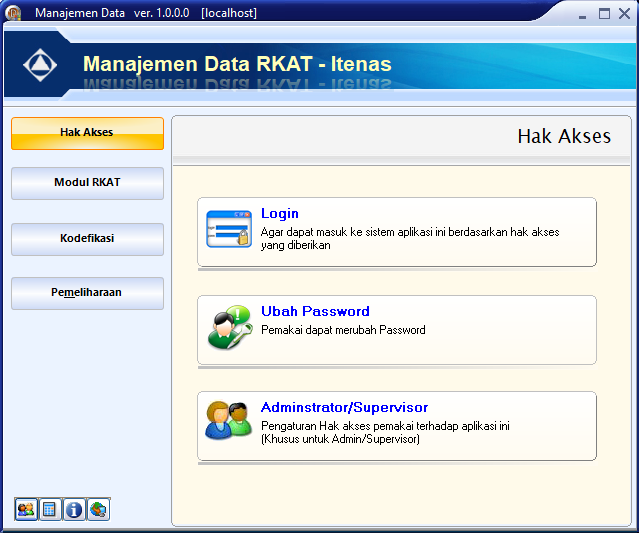 Manajemen Data ver. 1.0.0.0 [localhost]
Manajemen Data RKAT - Itenas
Hak Akses
Modul RKAT
Kodefikasi
Pemeliharaan
Hak Akses
Login
Agar dapat masuk ke sistem aplikasi ini berdasarkan hak akses
yang diberikan
Ubah Password
Pemakai dapat merubah Password
Adminstrator/Supervisor
Pengaturan Hak akses pemakai terhadap aplikasi ini
(Khusus untuk Admin/Supervisor)